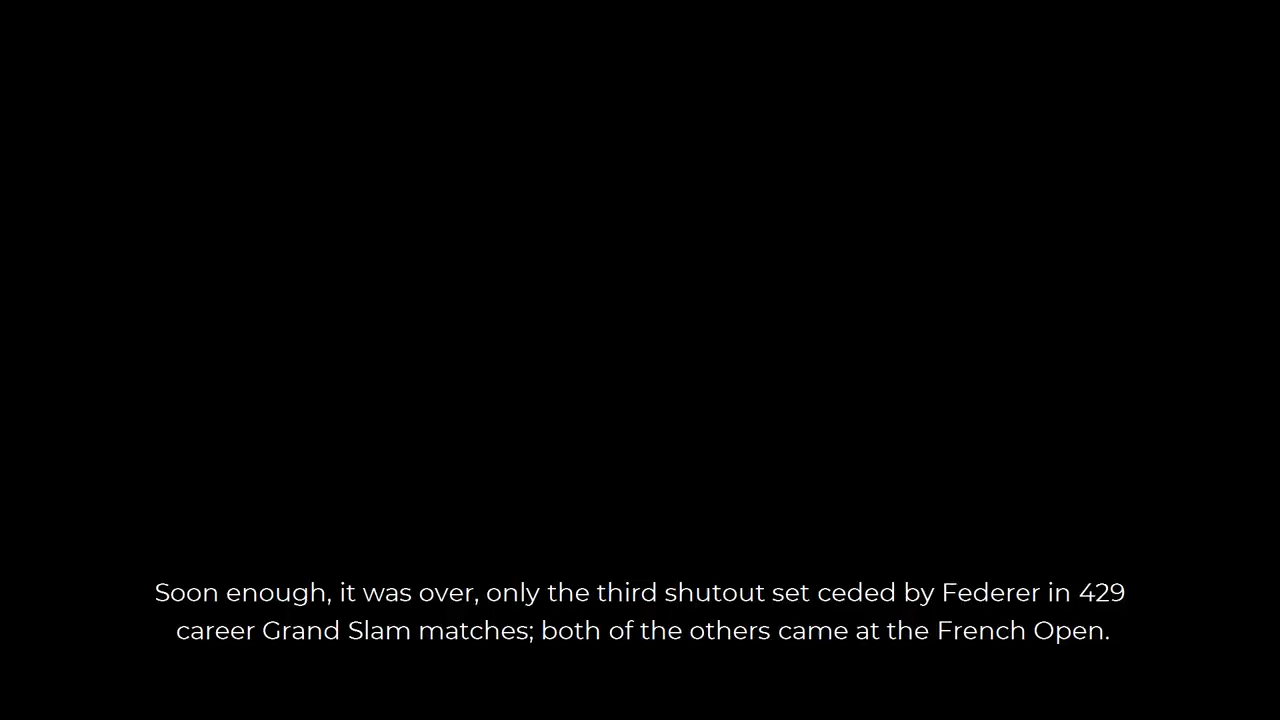 Soon enough, it was over, only the third shutout set ceded by Federer in 429
career Grand Slam matches; both of the others came at the French Open.